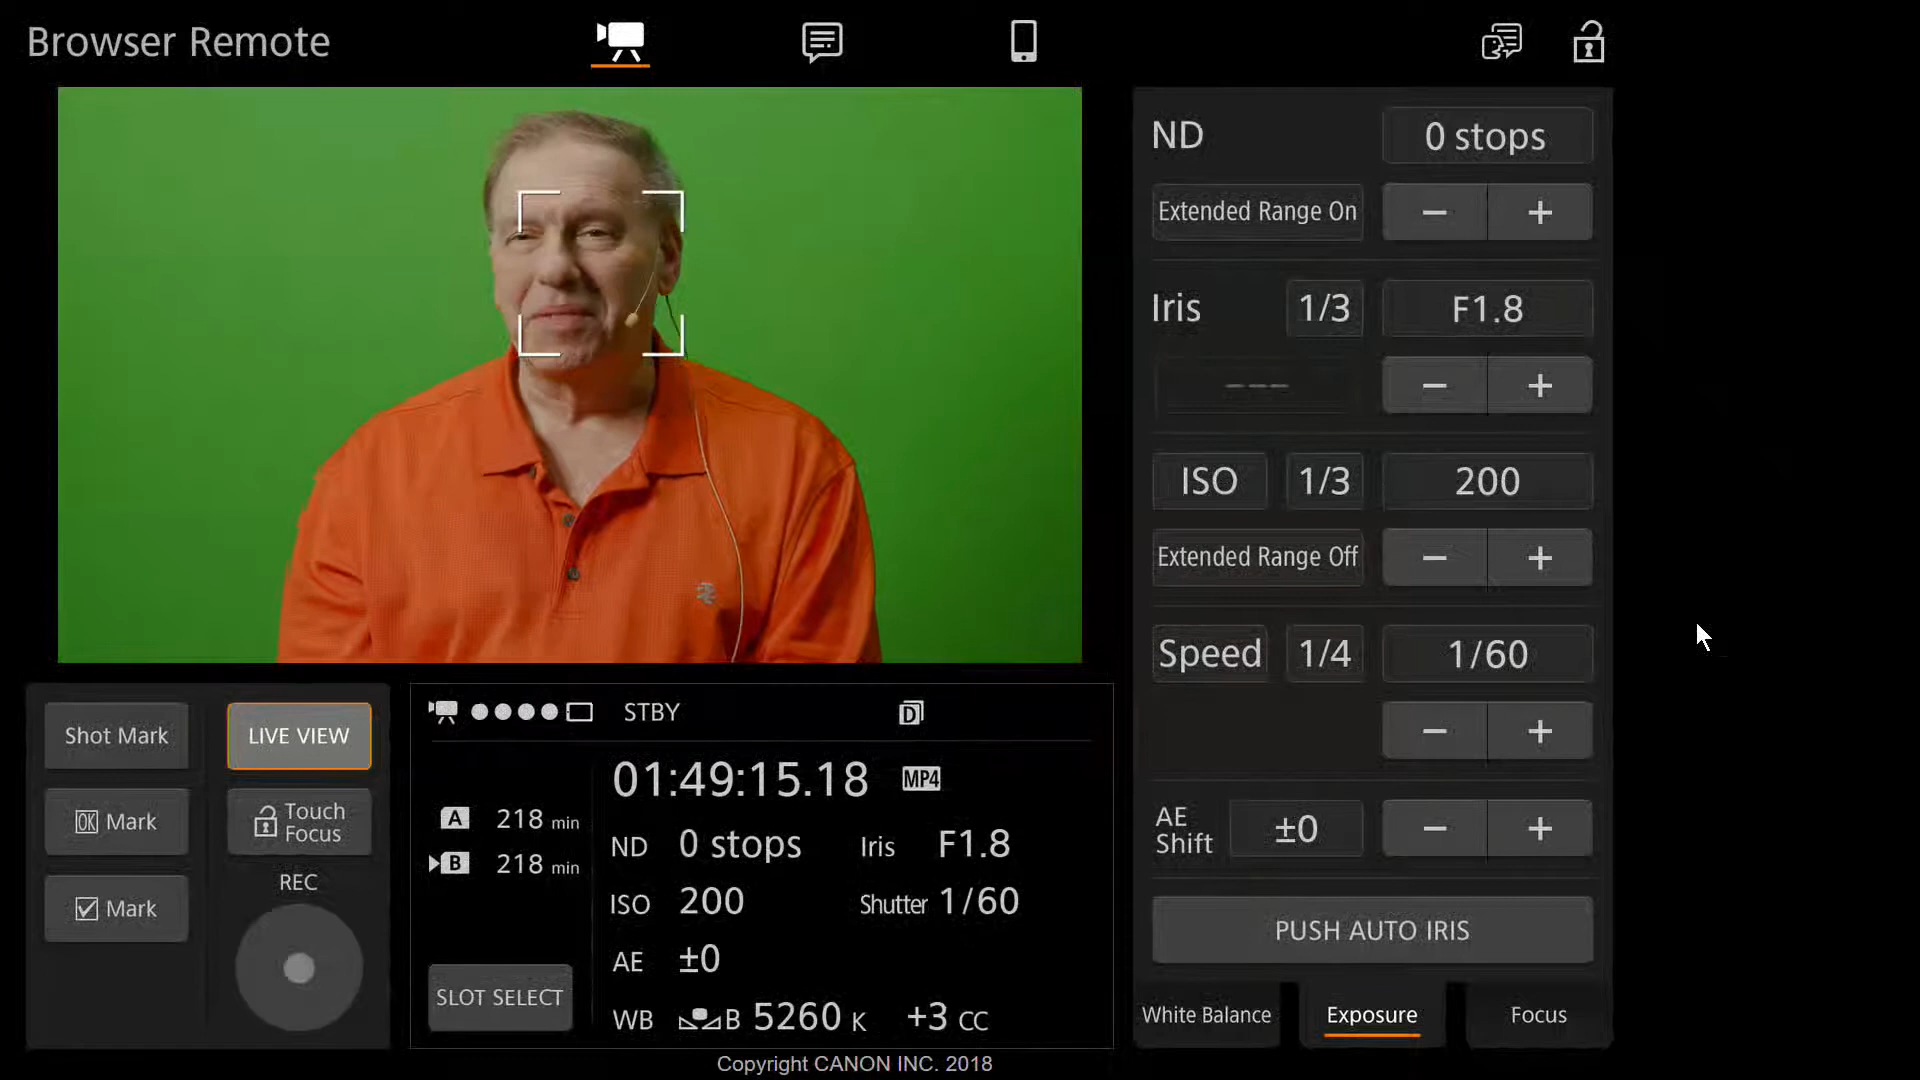 Browser Remote
ND
0 stops
Extended Range On
− +
Iris
1/3
F1.8
---
− +
ISO
1/3
200
Extended Range Off
− +
Speed
1/4
1/60
− +
AE
Shift
±0
− +
PUSH AUTO IRIS
White Balance
Exposure
Focus
Shot Mark
LIVE VIEW
OK Mark
Touch
Focus
REC
Mark
STBY
D
01:49:15.18
MP4
A 218 min
B 218 min
SLOT SELECT
ND 0 stops
Iris F1.8
ISO 200
Shutter 1/60
AE ±0
WB B 5260 K +3 CC
Copyright CANON INC. 2018